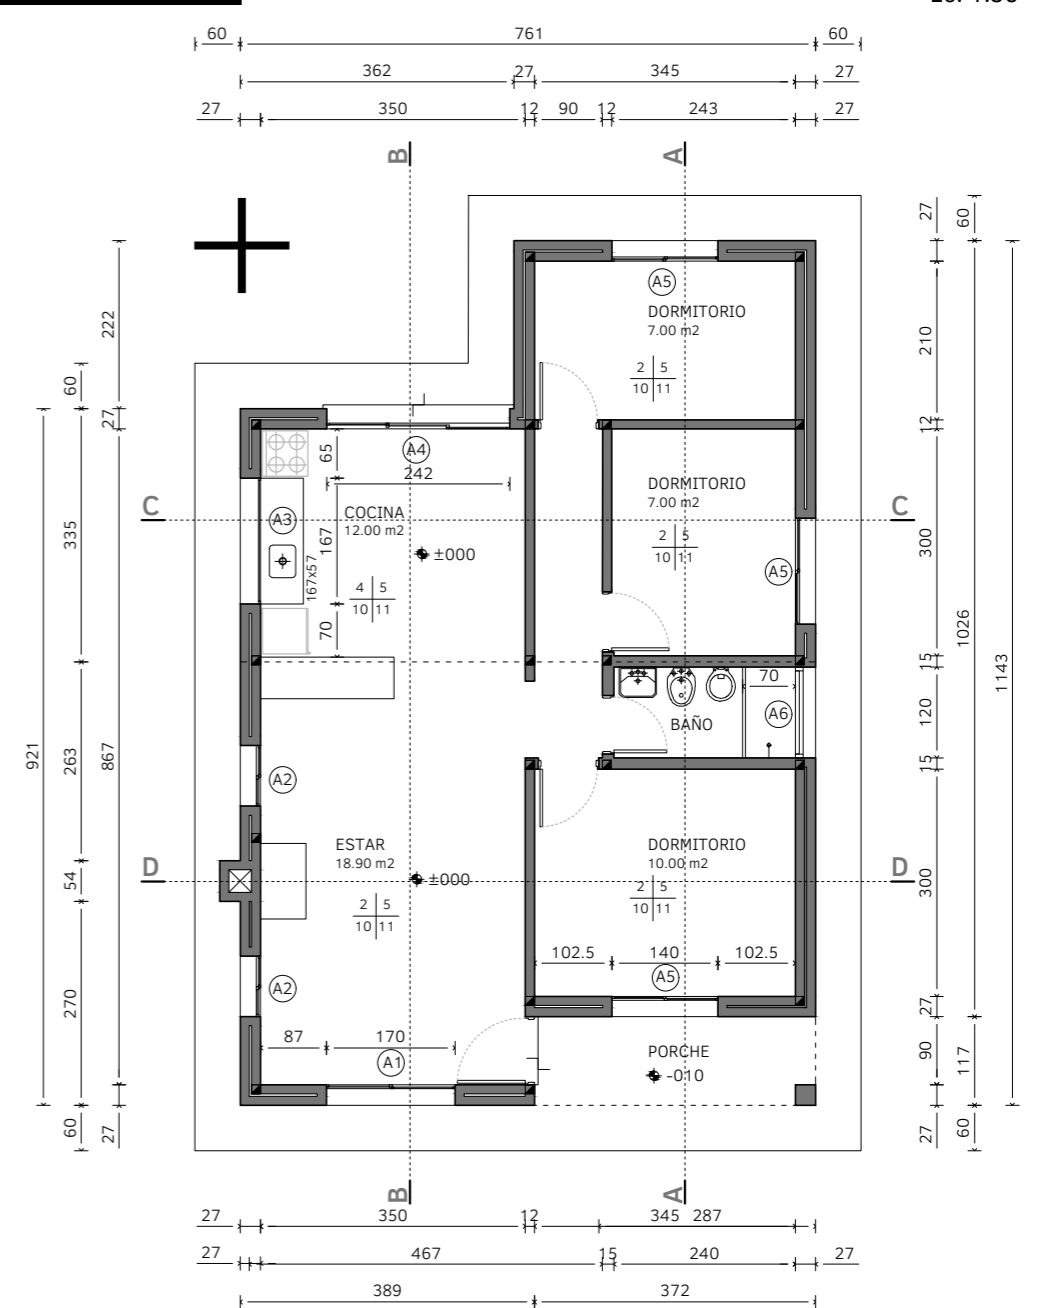 60 761 60
362 27 345 27
27 350 12 90 12 243 27
B A
27 60
A5
DORMITORIO
7.00 m2
222
210
2 5
10 11
60
27
12
A4
65
242
C
DORMITORIO
7.00 m2
C
COCINA
12.00 m2
A3
335
167
±000
2 5
10 11
300
A5
167x57
4 5
10 11
70
1026
15
1143
70
A6
BAÑO
120
921
263
867
A2
15
ESTAR
18.90 m2
DORMITORIO
10.00 m2
D
D
54
±000
300
2 5
10 11
2 5
10 11
102.5 140 102.5
A5
A2
270
27
87 170
A1
PORCHE
-010
90
117
60
27
27
60
B A
27 350 12 345 287 27
27 467 15 240 27
389 372